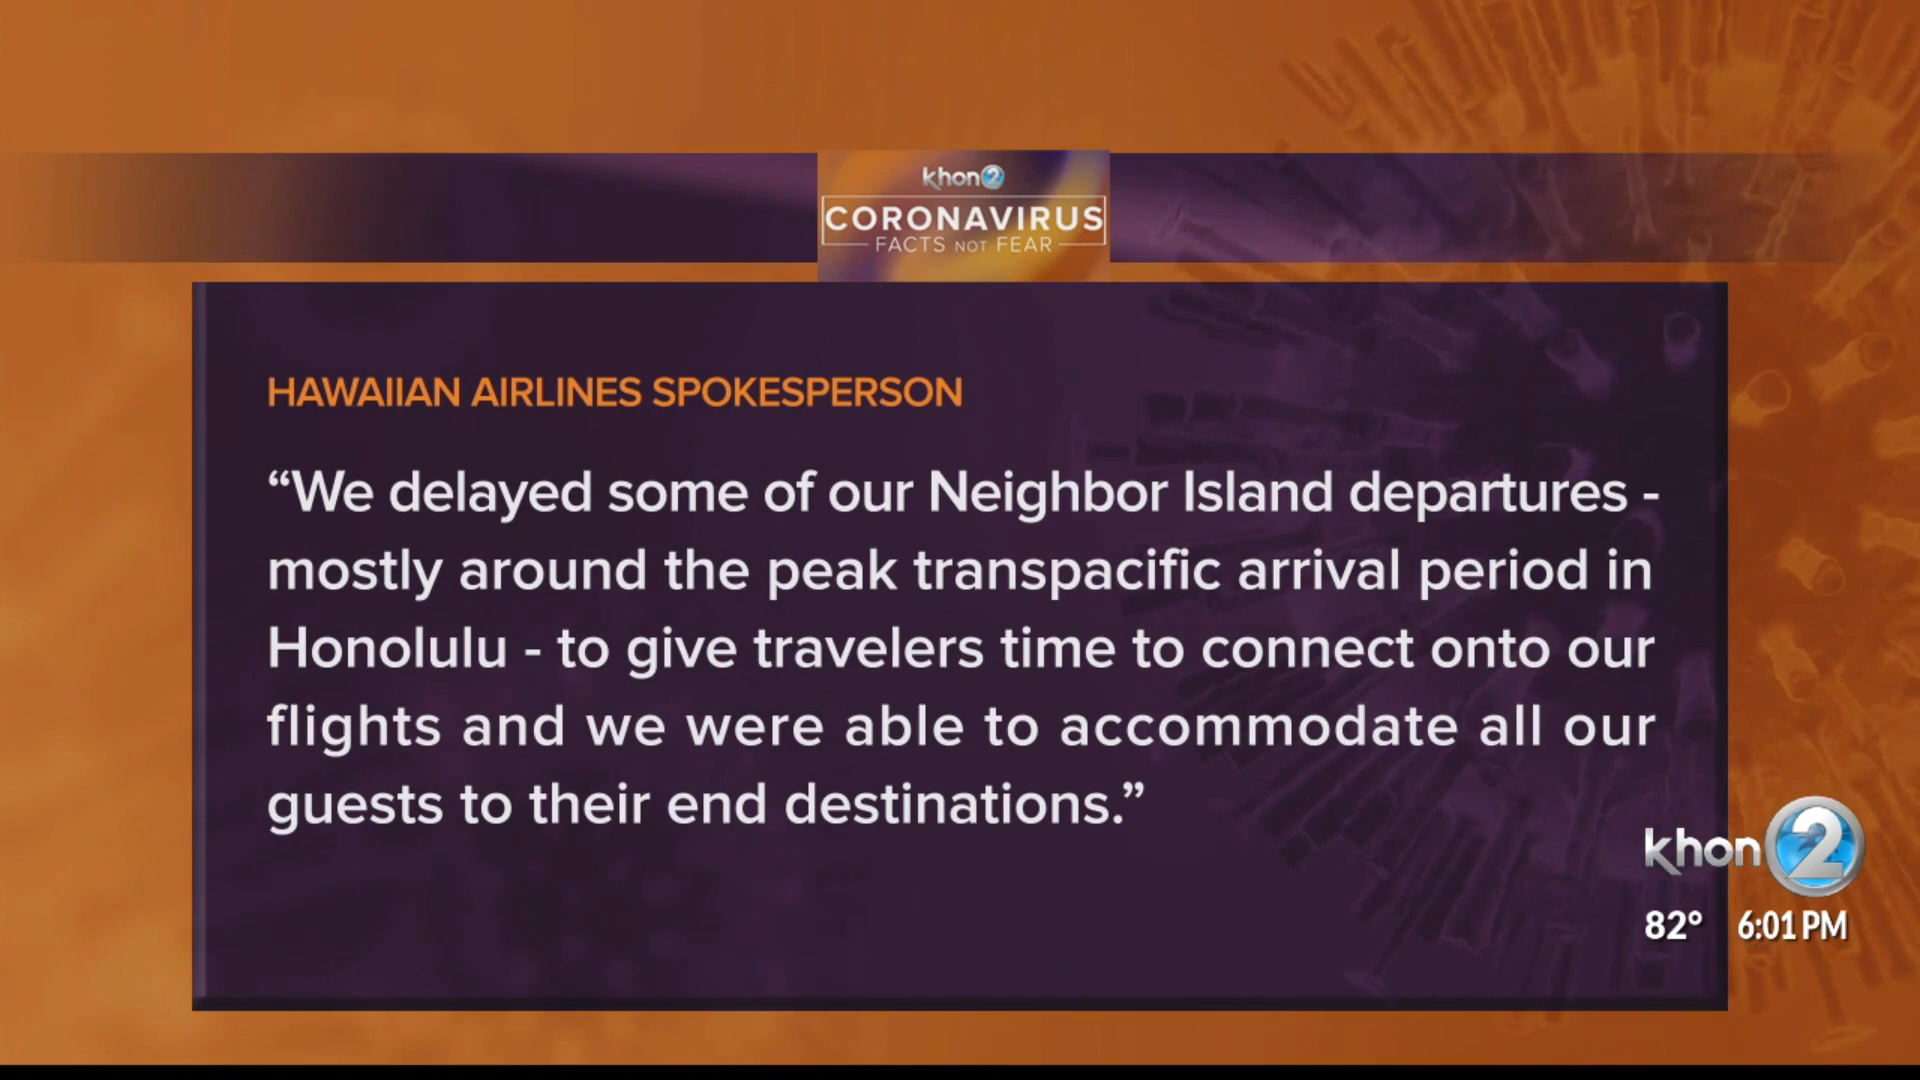 khon2
CORONAVIRUS
FACTS NOT FEAR
HAWAIIAN AIRLINES SPOKESPERSON
“We delayed some of our Neighbor Island departures -
mostly around the peak transpacific arrival period in
Honolulu - to give travelers time to connect onto our
flights and we were able to accommodate all our
guests to their end destinations.”
khon 2
82° 6:01 PM